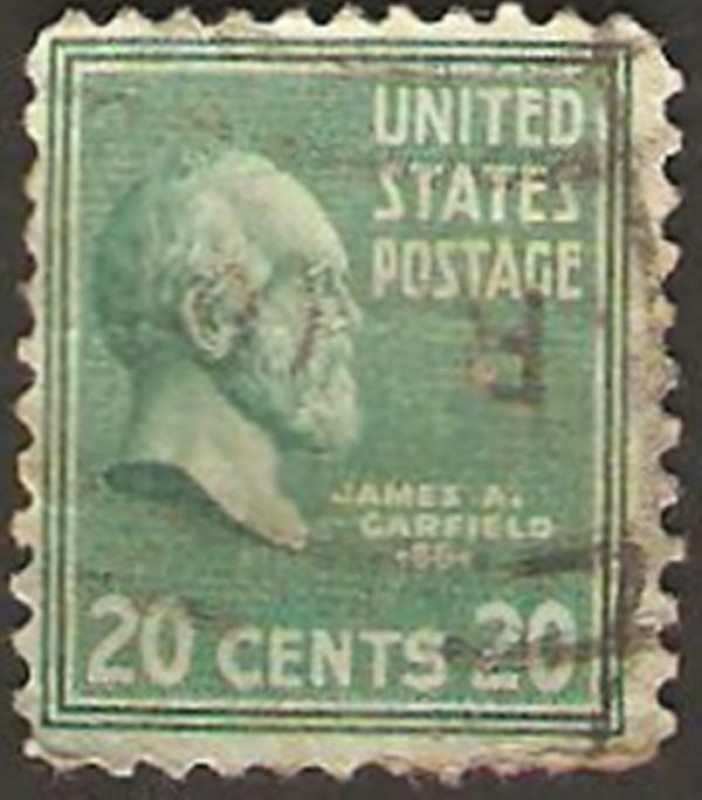 UNITED
STATES
POSTAGE
JAMES A.
GARFIELD
1881
20 CENTS 20